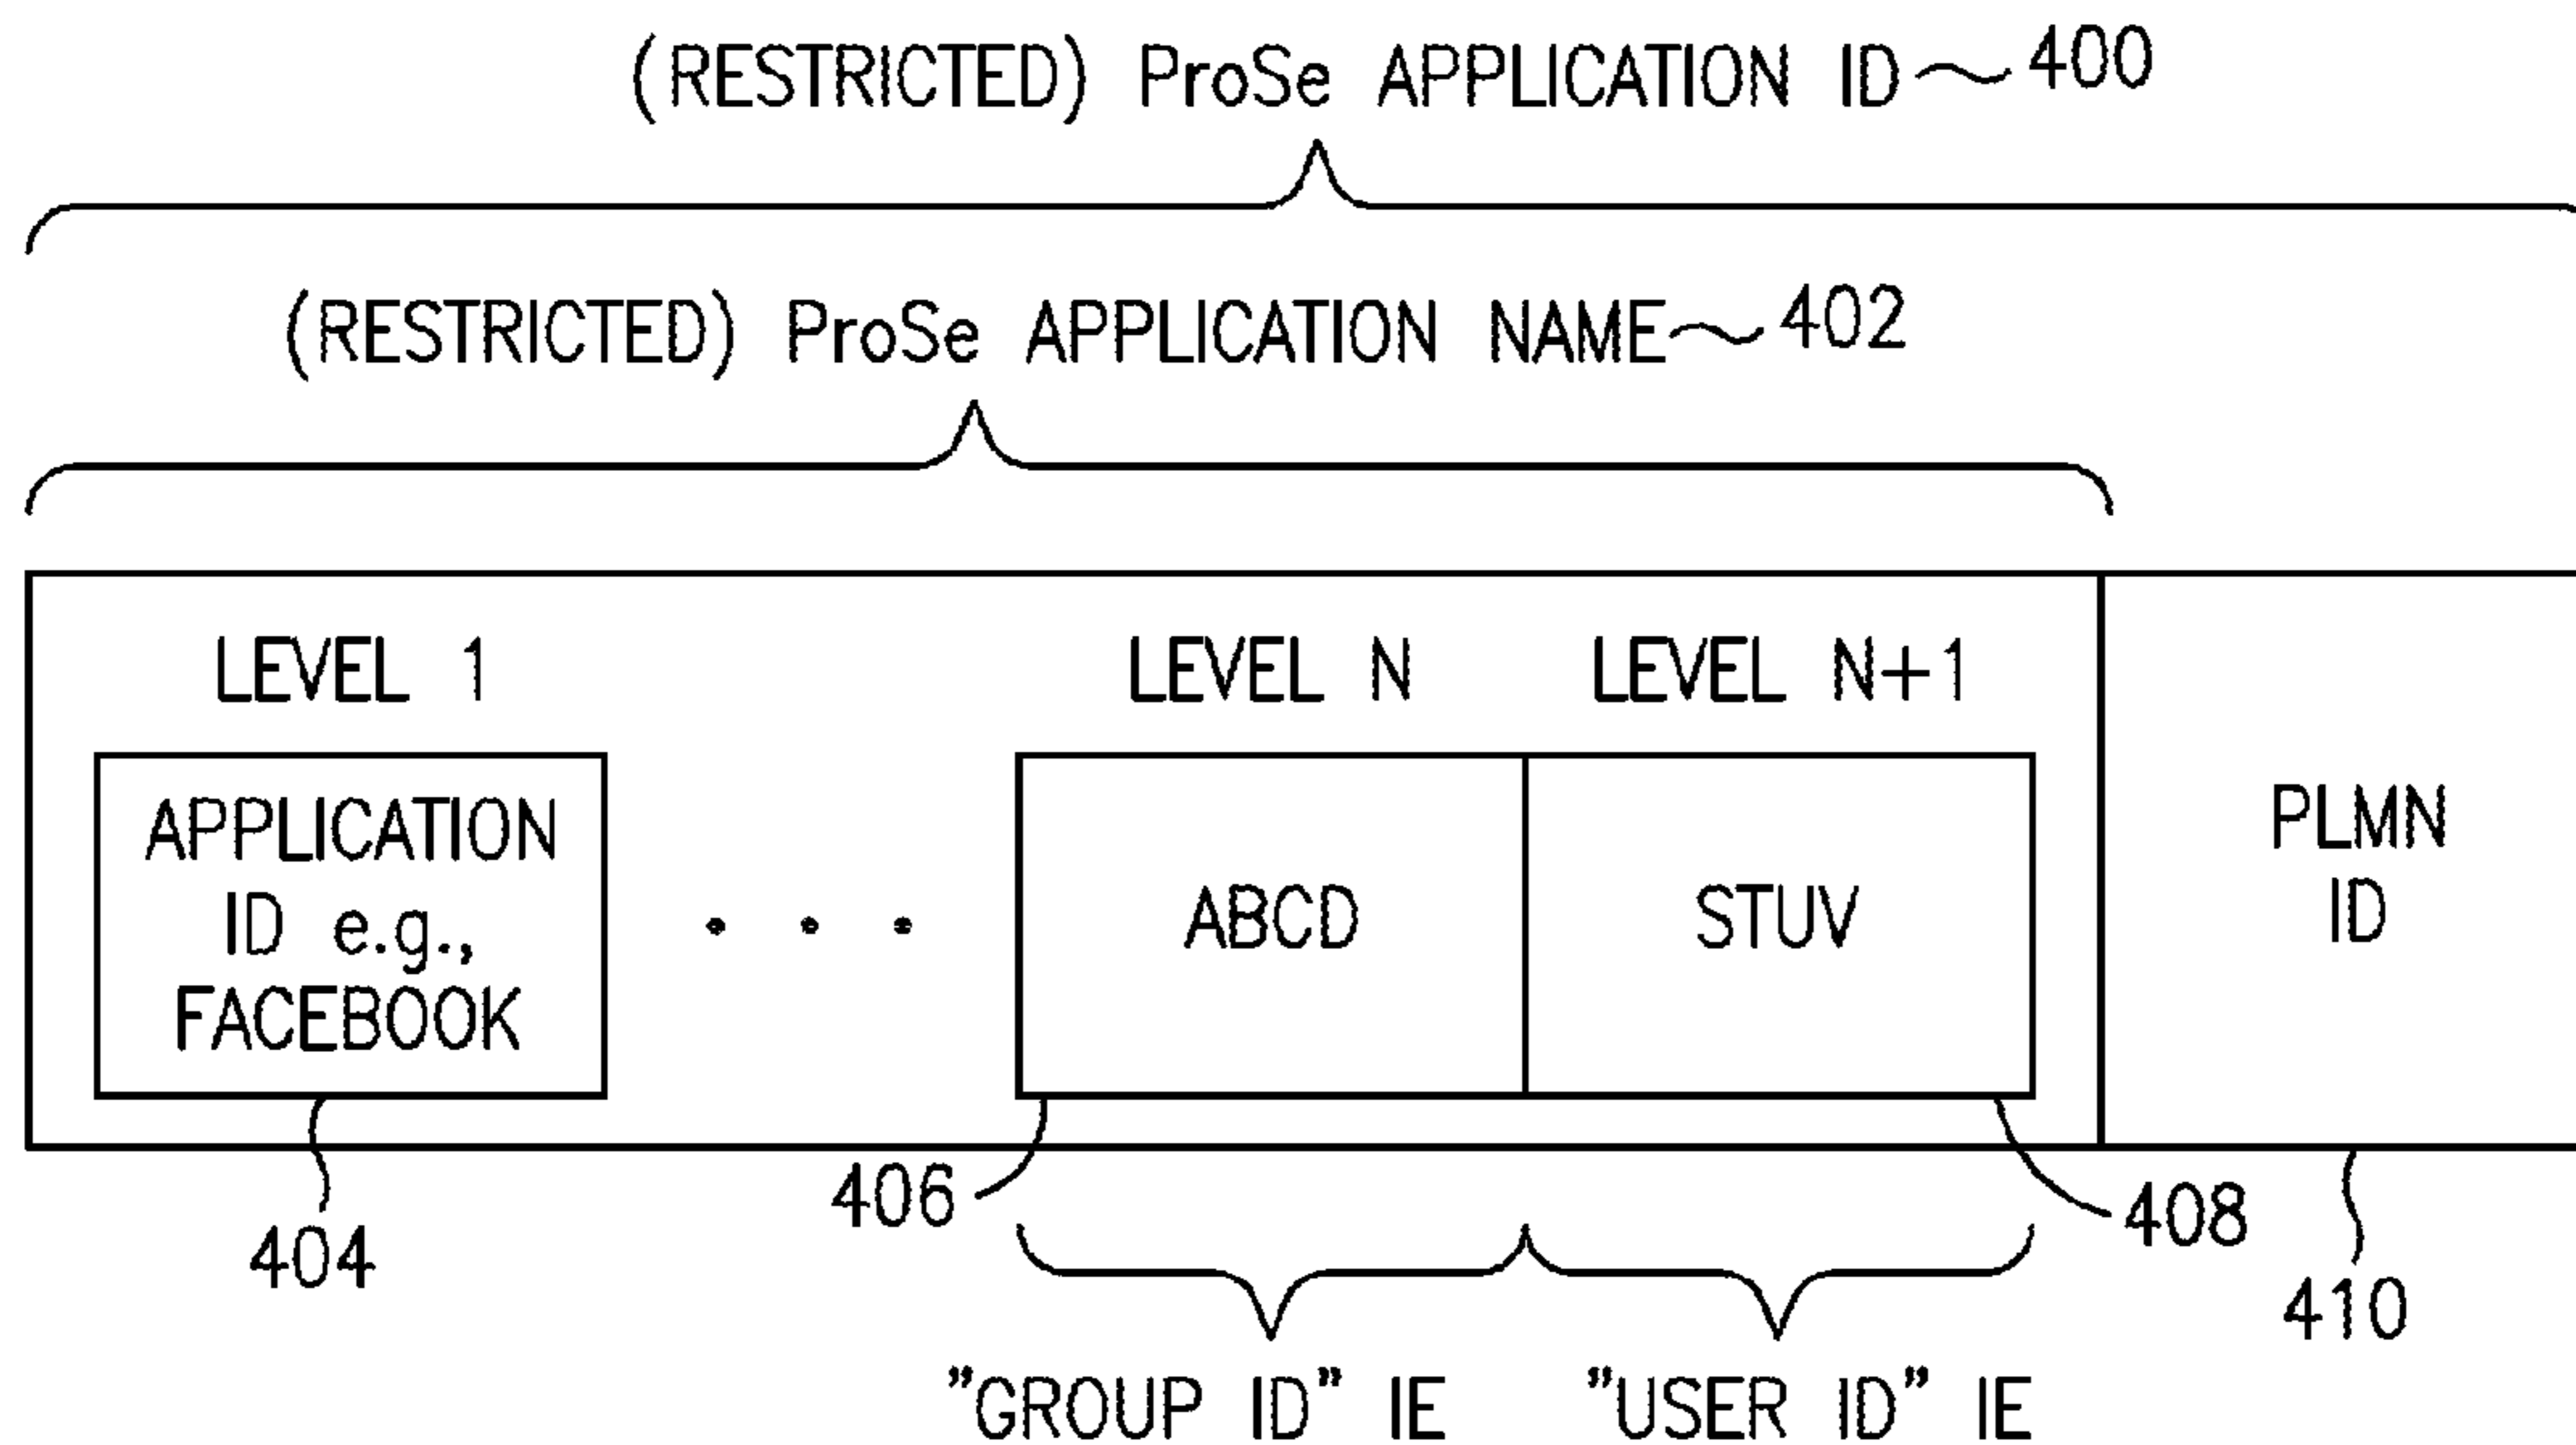 (RESTRICTED) ProSe APPLICATION ID 400
(RESTRICTED) ProSe APPLICATION NAME 402
LEVEL 1 LEVEL N LEVEL N+1
APPLICATION
ID e.g.,
FACEBOOK
. . .
ABCD
STUV
PLMN
ID
404
406
408
410
"GROUP ID" IE
"USER ID" IE